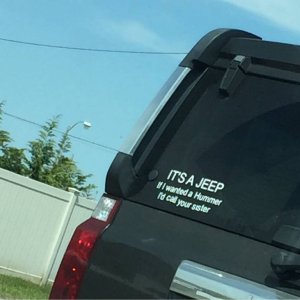 IT'S A JEEP
If I wanted a Hummer
I'd call your sister